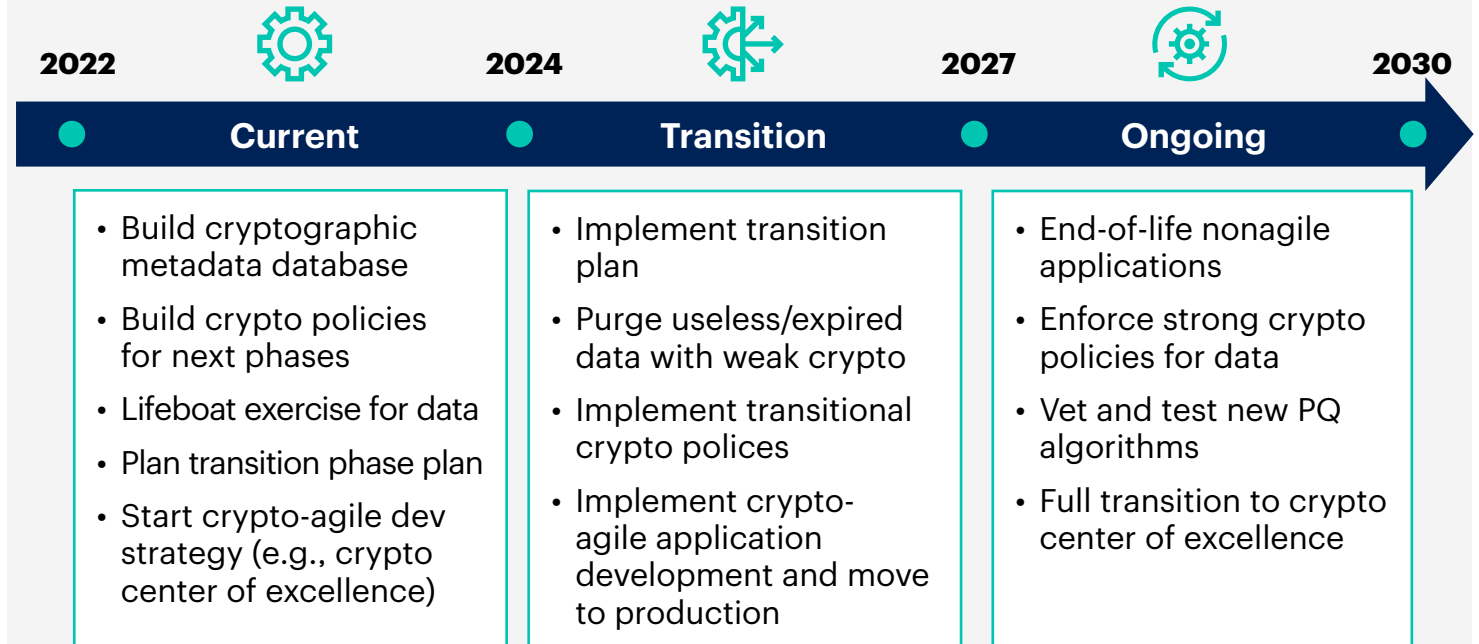 2022 2024 2027 2030
Current Transition Ongoing
• Build cryptographic
metadata database
• Build crypto policies
for next phases
• Lifeboat exercise for data
• Plan transition phase plan
• Start crypto-agile dev
strategy (e.g., crypto
center of excellence)
• Implement transition
plan
• Purge useless/expired
data with weak crypto
• Implement transitional
crypto polices
• Implement crypto-
agile application
development and move
to production
• End-of-life nonagile
applications
• Enforce strong crypto
policies for data
• Vet and test new PQ
algorithms
• Full transition to crypto
center of excellence